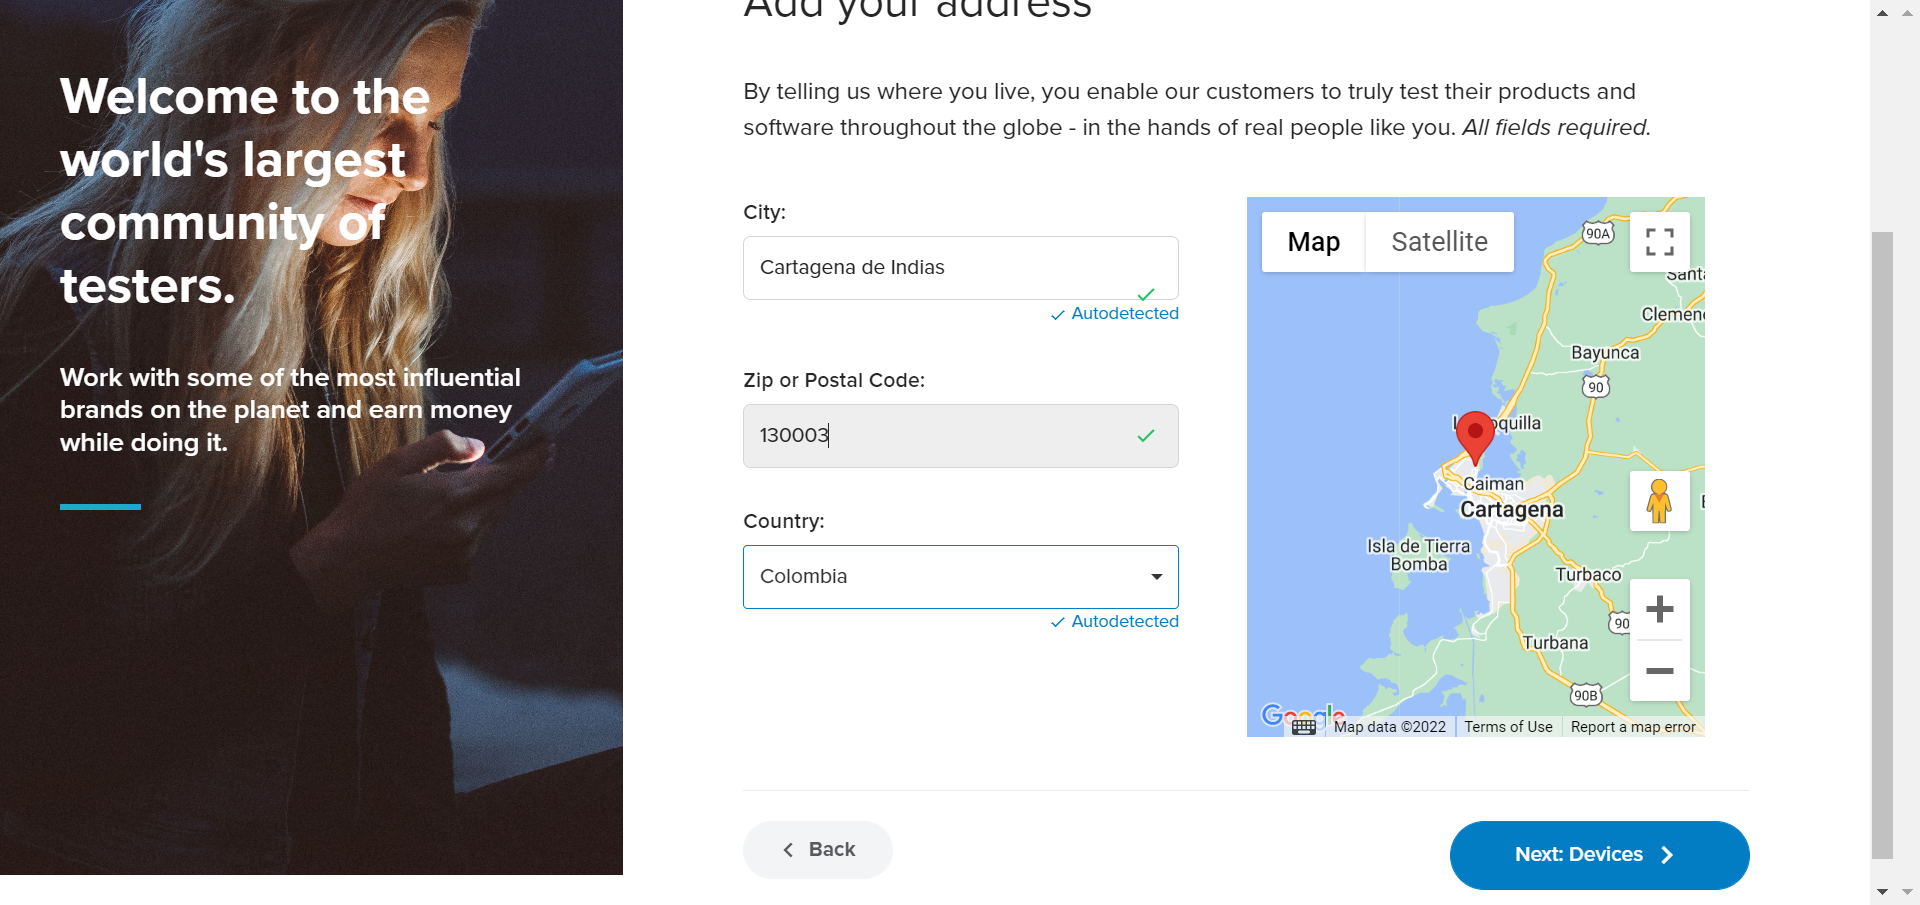 Welcome to the
world's largest
community of
testers.
Work with some of the most influential
brands on the planet and earn money
while doing it.
Add your address
By telling us where you live, you enable our customers to truly test their products and
software throughout the globe - in the hands of real people like you. All fields required.
City:
Cartagena de Indias
Autodetected
Zip or Postal Code:
130003
Country:
Colombia
Autodetected
Map
Satellite
90A
Santa
Clemen
Bayunca
90
oquilla
Caiman
Cartagena
Isla de Tierra
Bomba
Turbaco
90
Turbana
90B
Google
Map data ©2022
Terms of Use
Report a map error
Back
Next: Devices